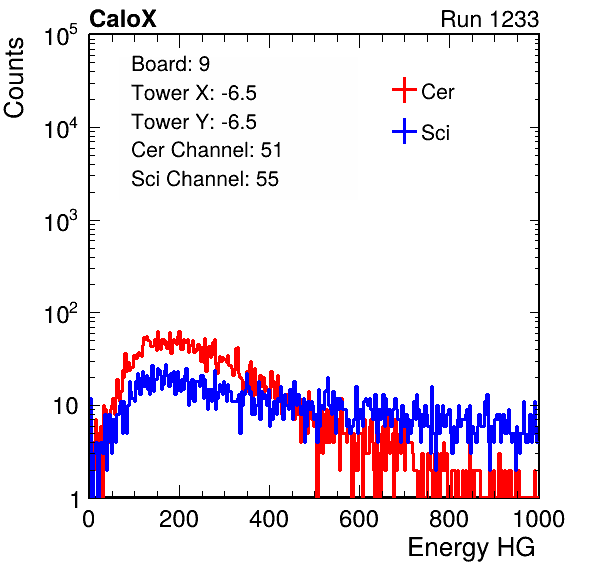 CaloX Run 1233
Counts
10^5
10^4
10^3
10^2
10
1
Board: 9
Tower X: -6.5
Tower Y: -6.5
Cer Channel: 51
Sci Channel: 55
Cer
Sci
0 200 400 600 800 1000
Energy HG